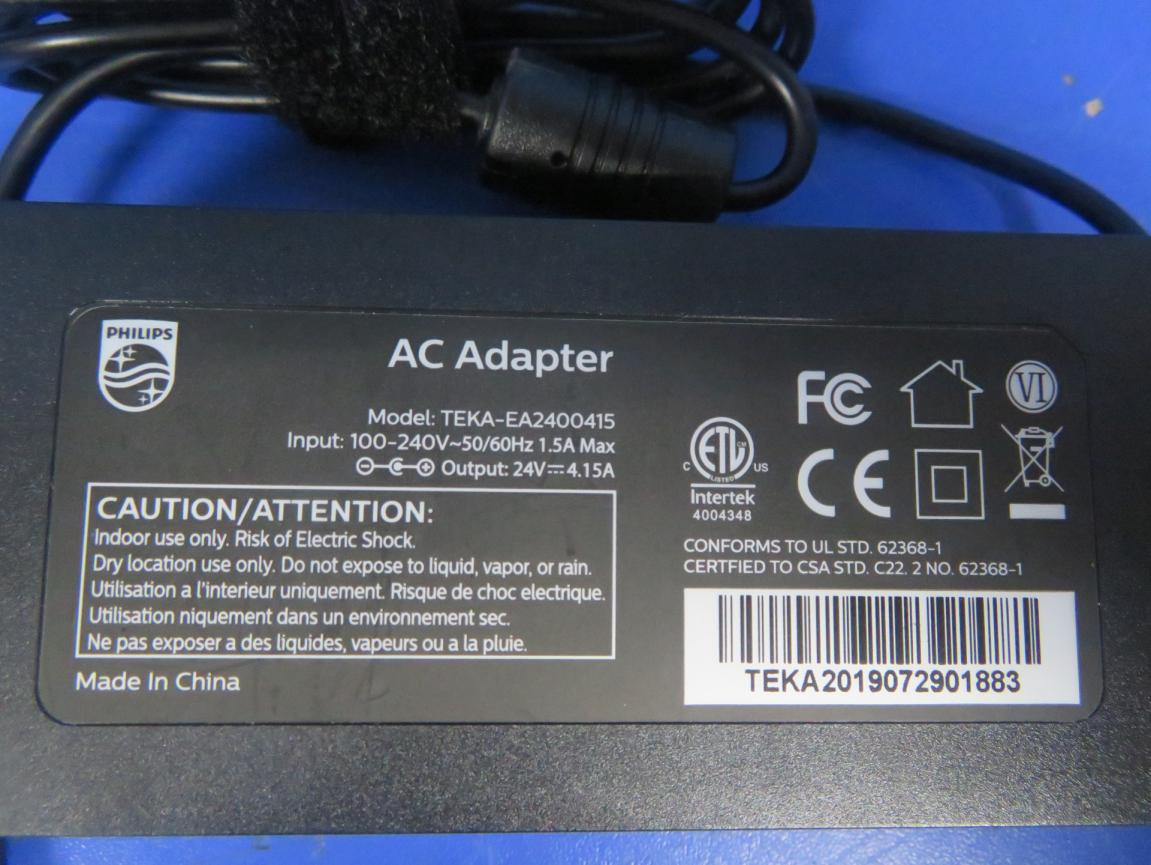 PHILIPS
AC Adapter
Model: TEKA-EA2400415
Input: 100-240V~50/60Hz 1.5A Max
Output: 24V⎓4.15A
CAUTION/ATTENTION:
Indoor use only. Risk of Electric Shock.
Dry location use only. Do not expose to liquid, vapor, or rain.
Utilisation a l'interieur uniquement. Risque de choc electrique.
Utilisation niquement dans un environnement sec.
Ne pas exposer a des liquides, vapeurs ou a la pluie.
Made In China
FC
VI
ETL
C US
LISTED
Intertek
4004348
CE
CONFORMS TO UL STD. 62368-1
CERTFIED TO CSA STD. C22. 2 NO. 62368-1
TEKA2019072901883